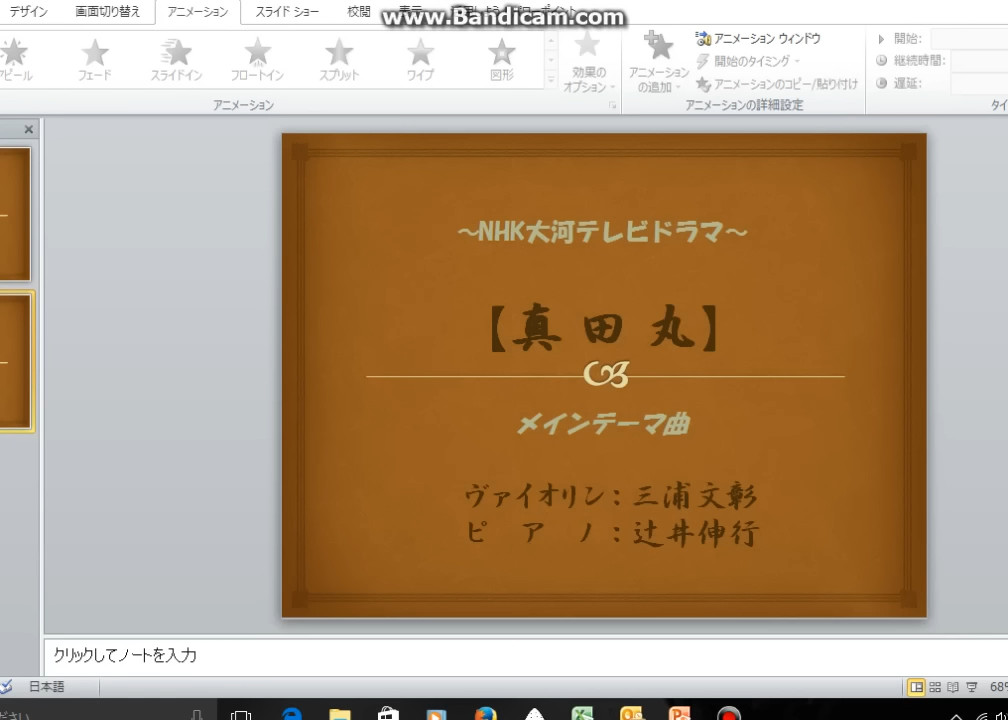 www.Bandicam.com
デザイン 画面切り替え アニメーション スライド ショー 校閲 表示
アピール フェード スライドイン フロートイン スプリット ワイプ 図形
効果の
オプション
アニメーション
アニメーション
の追加
アニメーション ウィンドウ
開始のタイミング
アニメーションのコピー/貼り付け
アニメーションの詳細設定
開始:
継続時間:
遅延:
タイ
～NHK大河テレビドラマ～
【真 田 丸】
メインテーマ曲
ヴァイオリン：三浦文彰
ピ ア ノ：辻井伸行
クリックしてノートを入力
日本語
68%
ださい